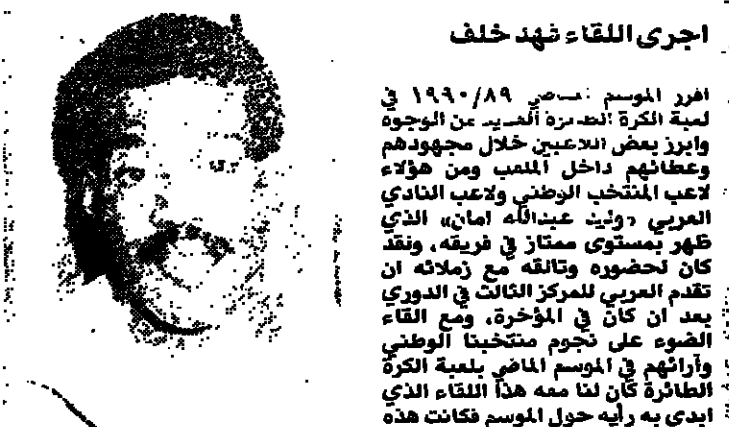 اجرى اللقاء فهد خلف
افرز الموسم ١٩٩٠/٨٩ في
لعبة الكرة الطائرة العديد من الوجوه
وابرز بعض اللاعبين خلال مجهودهم
وعطائهم داخل الملعب ومن هؤلاء
لاعب المنتخب الوطني ولاعب النادي
العربي «وليد عبدالله امان» الذي
ظهر بمستوى ممتاز في فريقه، ولقد
كان لحضوره وتالقه مع زملائه ان
تقدم العربي للمركز الثالث في الدوري
بعد ان كان في المؤخرة، ومع القاء
الضوء على نجوم منتخبنا الوطني
وأرائهم في الموسم الماضي بلعبة الكرة
الطائرة كان لنا معه هذا اللقاء الذي
ابدى به رأيه حول الموسم فكانت هذه